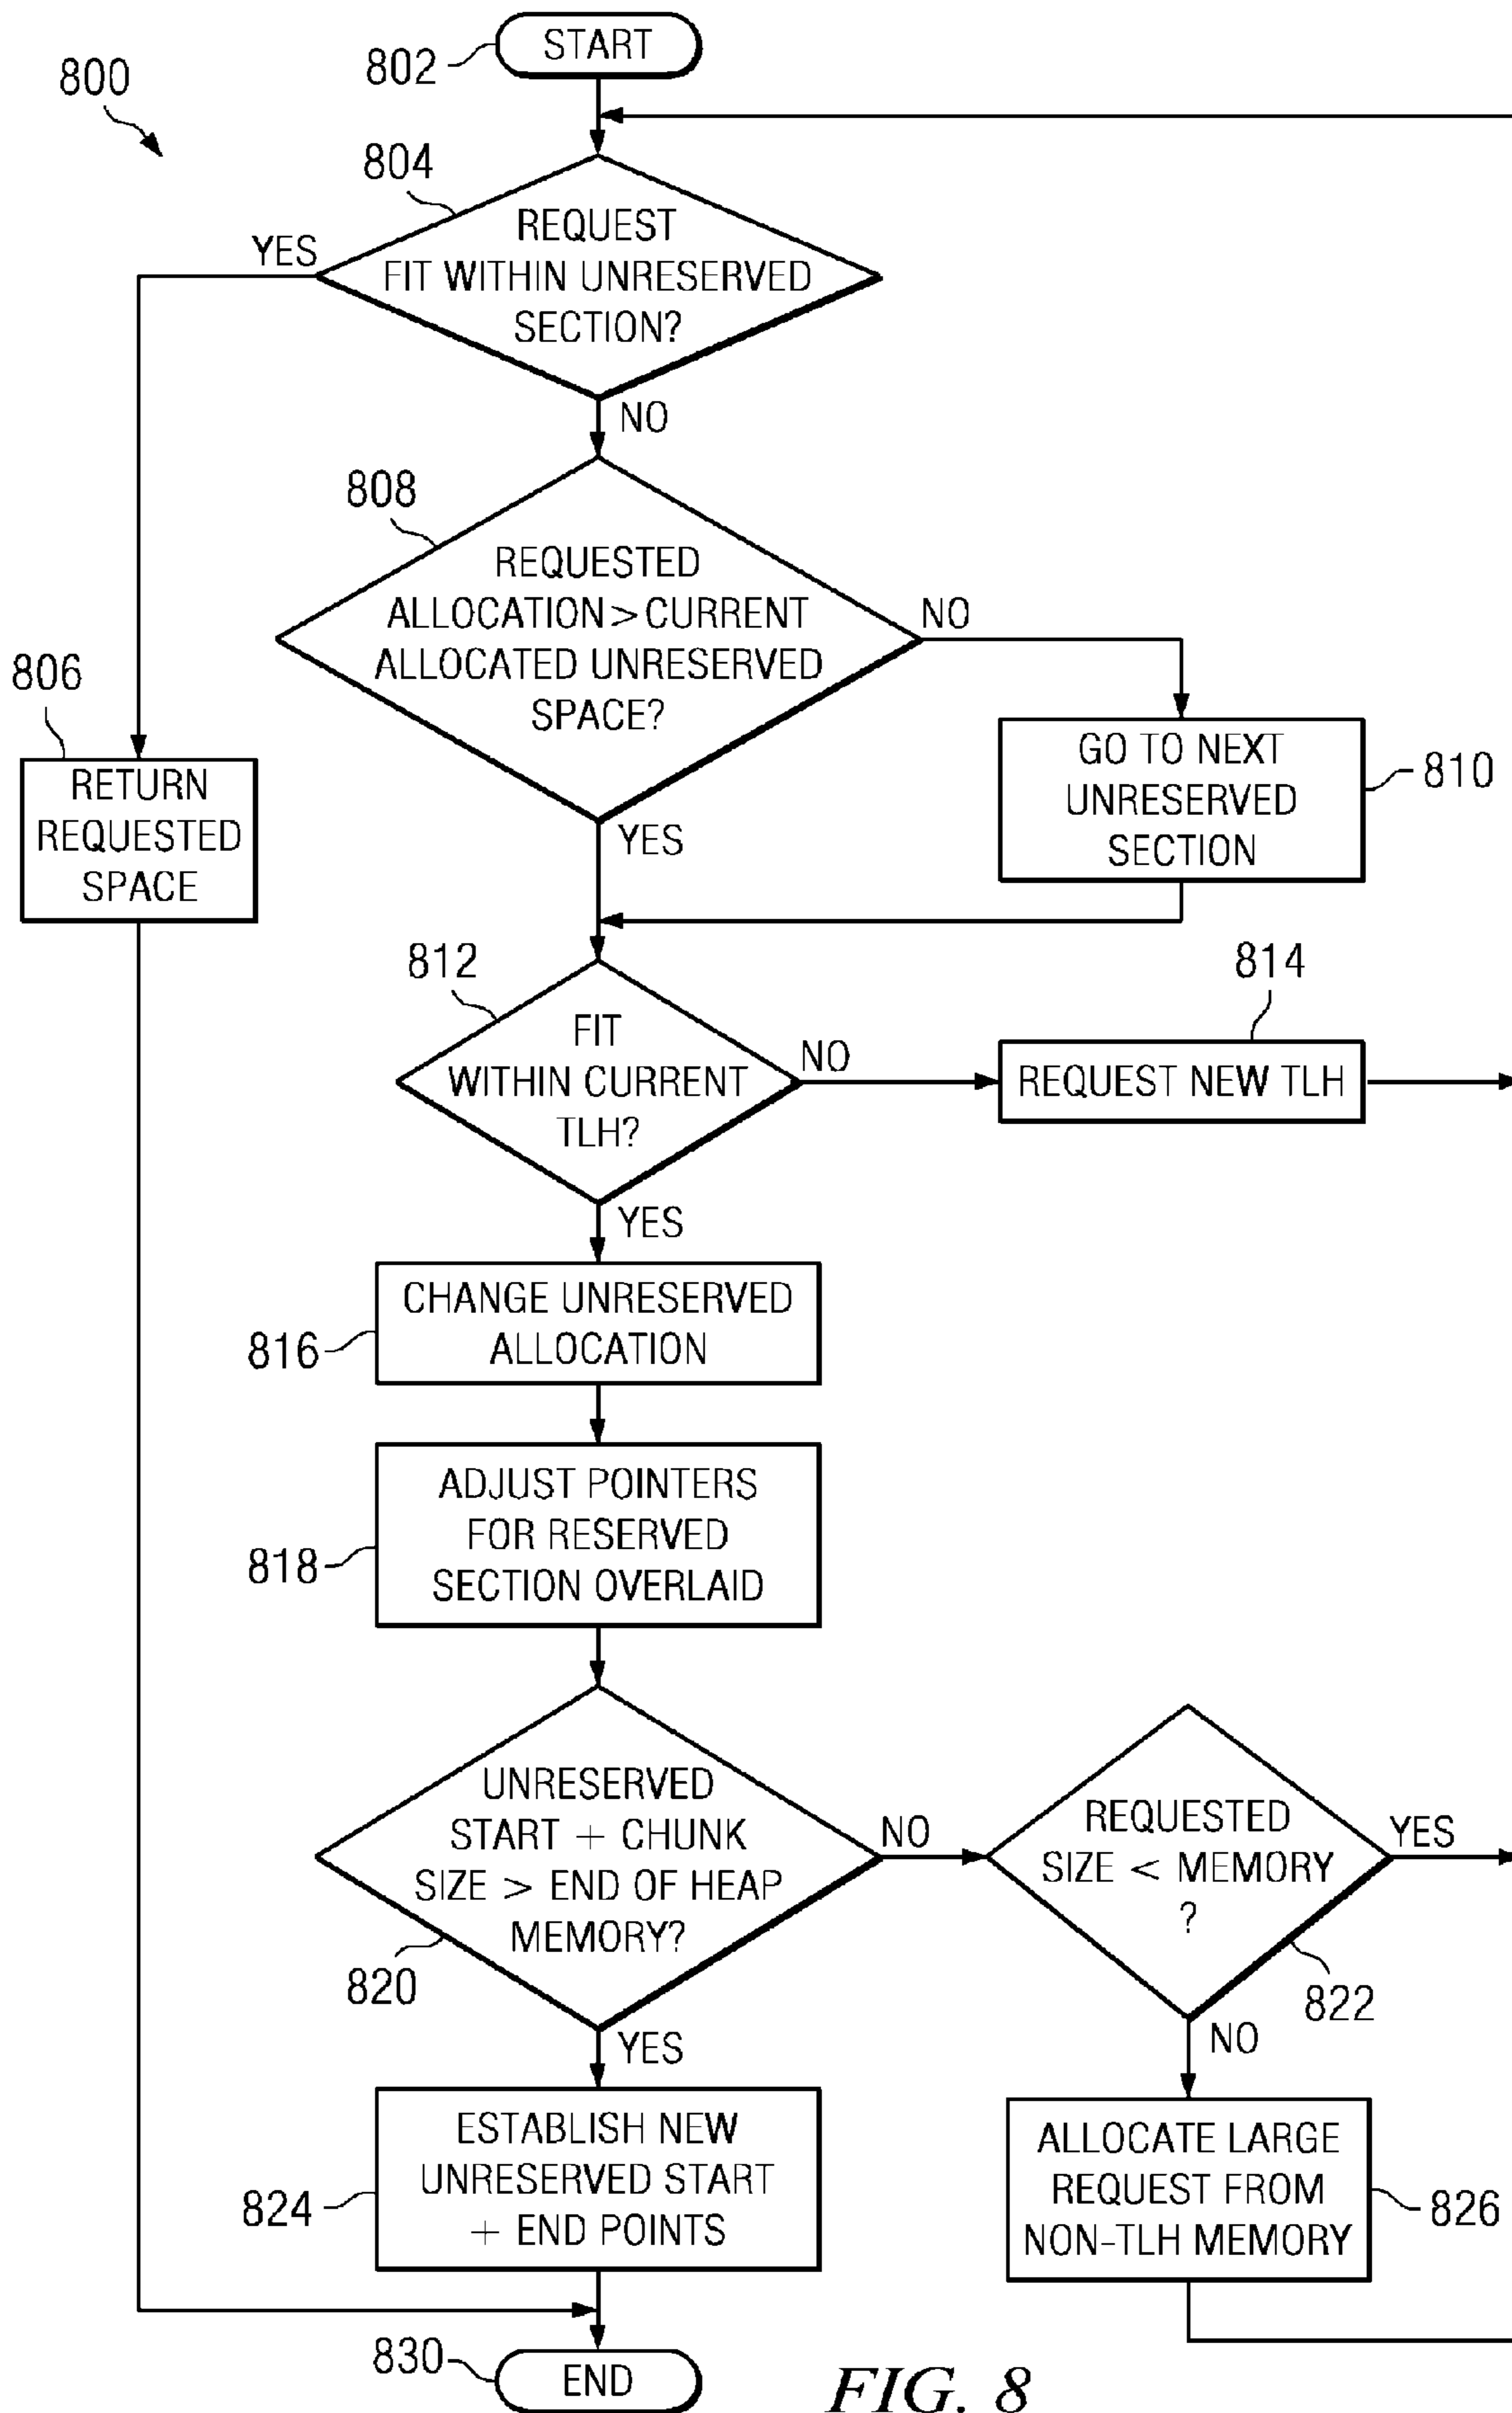 802
START
800
804
REQUEST
FIT WITHIN UNRESERVED
SECTION?
YES
NO
808
REQUESTED
ALLOCATION > CURRENT
ALLOCATED UNRESERVED
SPACE?
NO
YES
806
RETURN
REQUESTED
SPACE
GO TO NEXT
UNRESERVED
SECTION
810
812
FIT
WITHIN CURRENT
TLH?
NO
YES
814
REQUEST NEW TLH
CHANGE UNRESERVED
ALLOCATION
816
ADJUST POINTERS
FOR RESERVED
SECTION OVERLAID
818
UNRESERVED
START + CHUNK
SIZE > END OF HEAP
MEMORY?
820
NO
YES
REQUESTED
SIZE < MEMORY
?
YES
822
NO
ESTABLISH NEW
UNRESERVED START
+ END POINTS
824
ALLOCATE LARGE
REQUEST FROM
NON-TLH MEMORY
826
830
END
FIG. 8